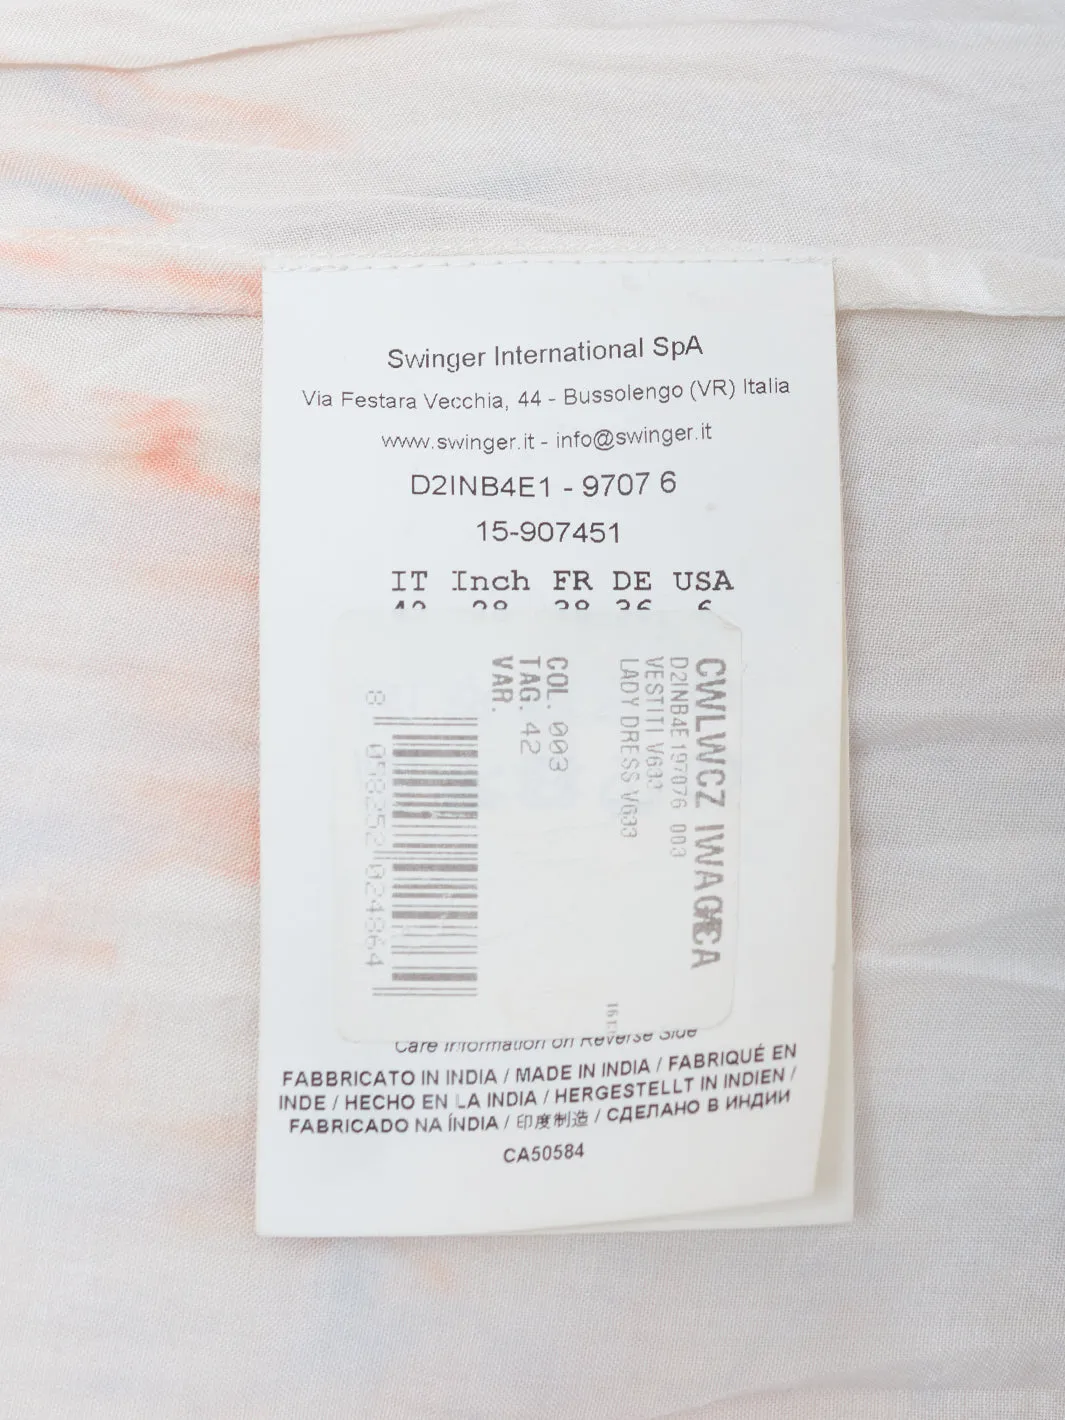 Swinger International SpA
Via Festara Vecchia, 44 - Bussolengo (VR) Italia
www.swinger.it - info@swinger.it
D2INB4E1 - 9707 6
15-907451
IT Inch FR DE USA
CWLWCZ
D2INB4E197076 003
VESTITI V633
LADY DRESS V633
COL. 003
TAG. 42
VAR.
8 058252 024864
Care Information on Reverse Side
FABBRICATO IN INDIA / MADE IN INDIA / FABRIQUÉ EN
INDE / HECHO EN LA INDIA / HERGESTELLT IN INDIEN /
FABRICADO NA ÍNDIA / 印度制造 / СДЕЛАНО В ИНДИИ
CA50584